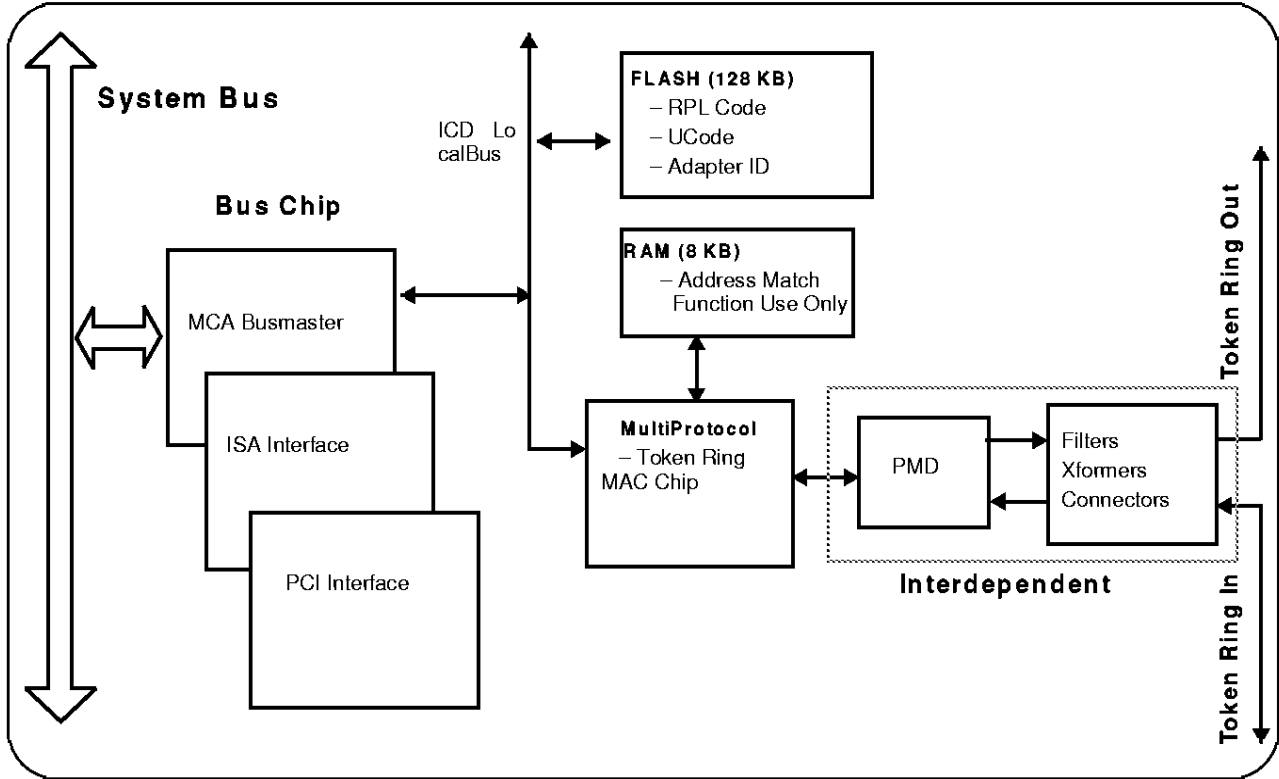 System Bus
ICD Lo
calBus
FLASH (128 KB)
– RPL Code
– UCode
– Adapter ID
Bus Chip
RAM (8 KB)
– Address Match
Function Use Only
MCA Busmaster
ISA Interface
PCI Interface
MultiProtocol
– Token Ring
MAC Chip
PMD
Filters
Xformers
Connectors
Interdependent
Token Ring Out
Token Ring In